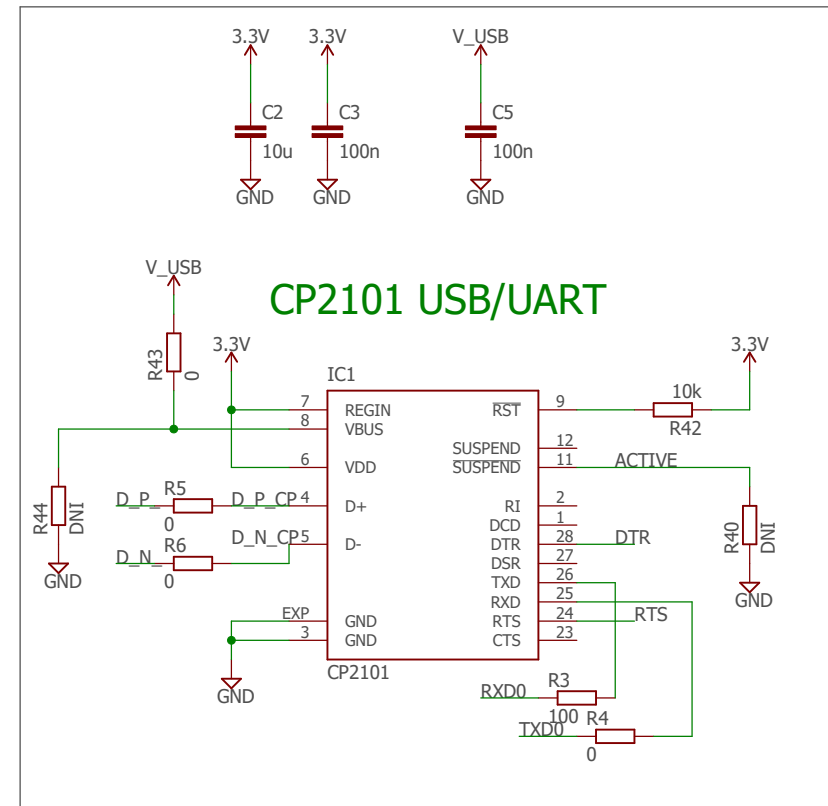 3.3V 3.3V V_USB
C2 C3 C5
10u 100n 100n
GND GND GND
V_USB
CP2101 USB/UART
R43 0
3.3V 3.3V
IC1
10k
R42
7 REGIN RST 9
8 VBUS
SUSPEND 12
6 VDD SUSPEND 11 ACTIVE
R44 DNI
D_P_ R5 0 D_P_CP 4 D+ RI 2
DCD 1
R40 DNI
D_N_ R6 0 D_N_CP 5 D- DTR 28 DTR
DSR 27
TXD 26
RXD 25
EXP GND RTS 24 RTS
3 GND CTS 23
GND GND
CP2101
GND
RXD0 R3 100
TXD0 R4 0